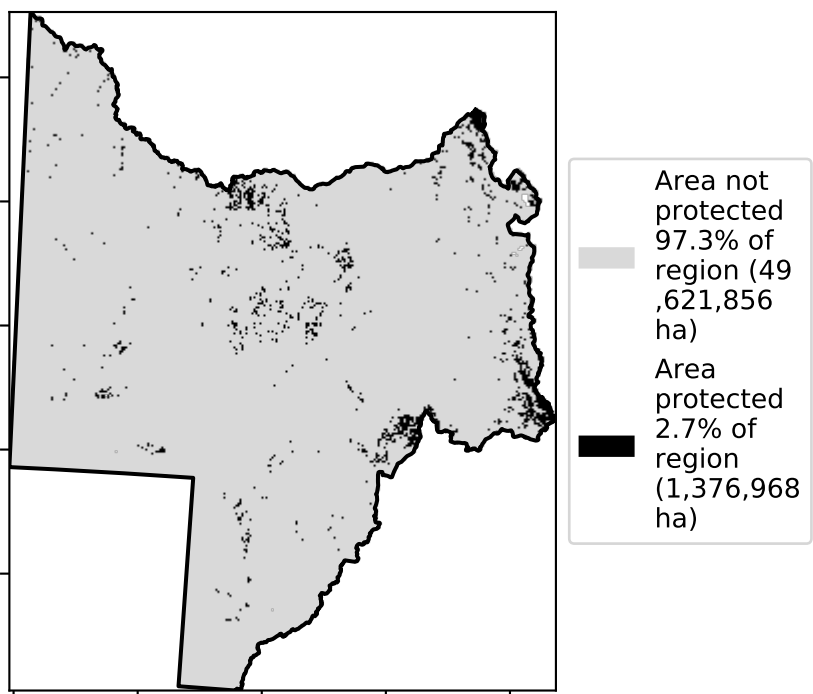 Area not
protected
97.3% of
region (49
,621,856
ha)
Area
protected
2.7% of
region
(1,376,968
ha)